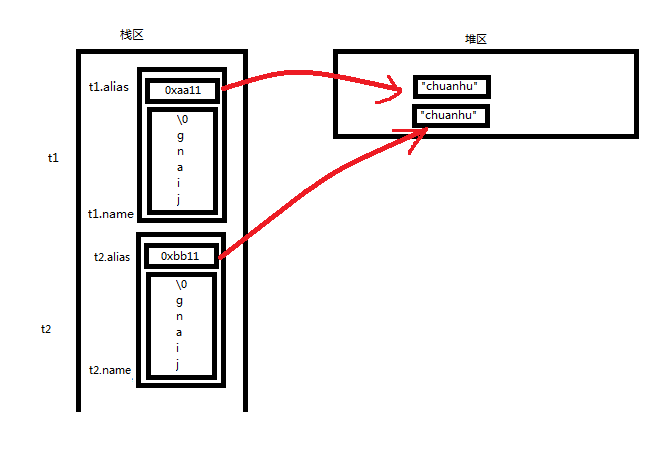 栈区
堆区
t1.alias
0xaa11
"chuanhu"
"chuanhu"
\0
g
n
a
i
j
t1
t1.name
t2.alias
0xbb11
\0
g
n
a
i
j
t2
t2.name